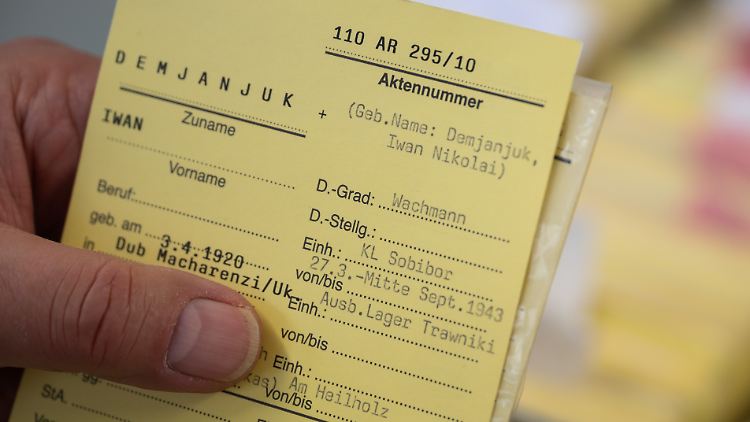 110 AR 295/10
Aktennummer
DEMJANJUK +
Zuname
(Geb.Name: Demjanjuk,
Iwan Nikolai)
IWAN
Vorname
D.-Grad: Wachmann
Beruf:
D.-Stellg.:
geb. am 3.4.1920
Einh.: KL Sobibor
in Dub Macharenzi/Uk.
von/bis 27.3.-Mitte Sept.1943
Einh.: Ausb.Lager Trawniki
von/bis
Einh.:
Am Heilholz
von/bis
StA.